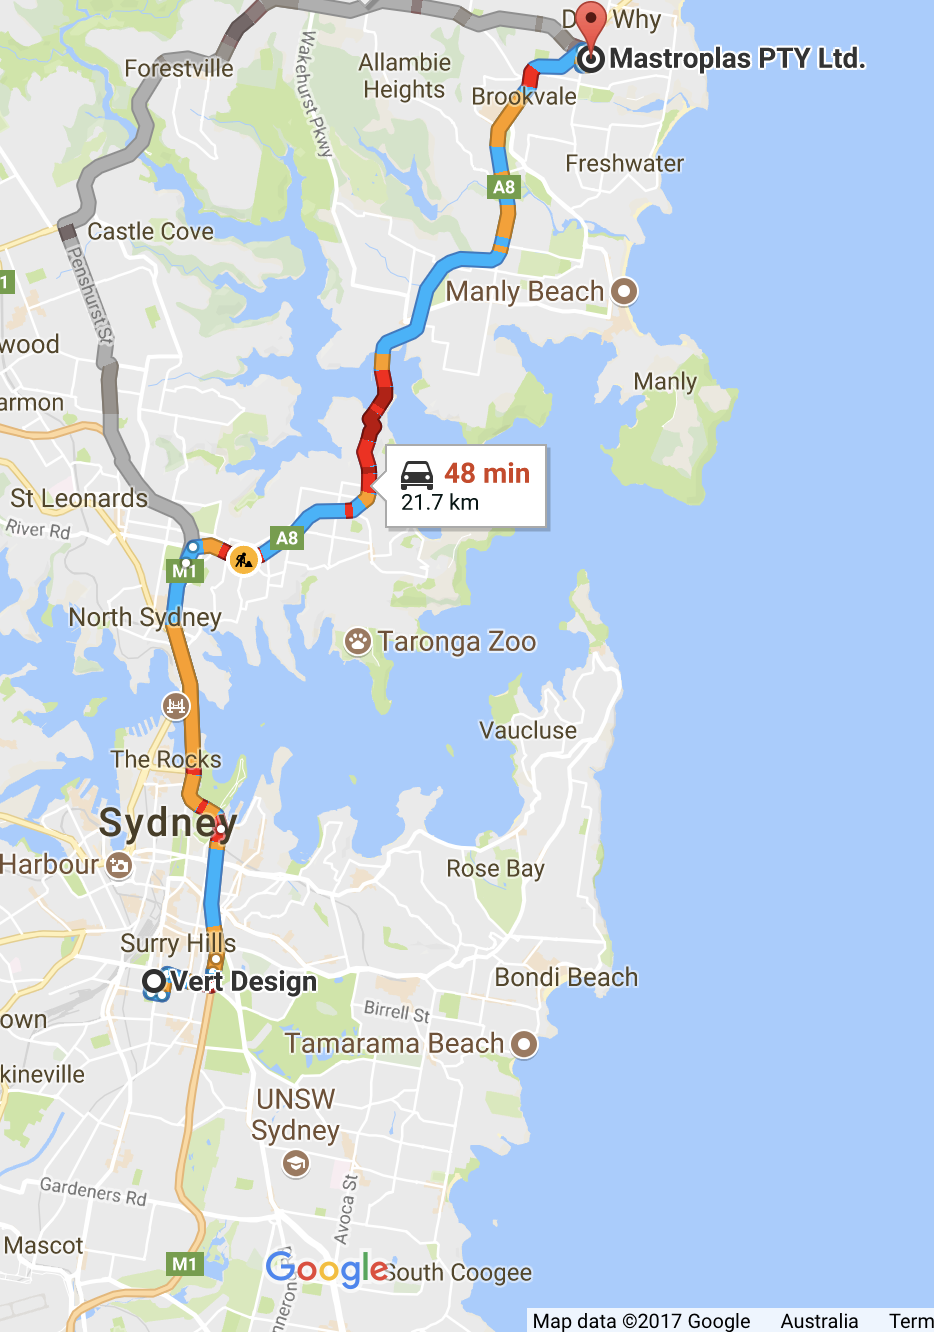 Dee Why
Mastroplas PTY Ltd.
Forestville
Wakehurst Pkwy
Allambie
Heights
Brookvale
Freshwater
A8
Castle Cove
Penshurst St
1
Manly Beach
wood
Manly
armon
48 min
21.7 km
St Leonards
River Rd
A8
M1
North Sydney
Taronga Zoo
Vaucluse
The Rocks
Sydney
Harbour
Rose Bay
Surry Hills
Vert Design
Bondi Beach
own
Birrell St
Tamarama Beach
kineville
UNSW
Sydney
Gardeners Rd
Avoca St
Mascot
M1
Google
South Coogee
Map data ©2017 Google Australia Term